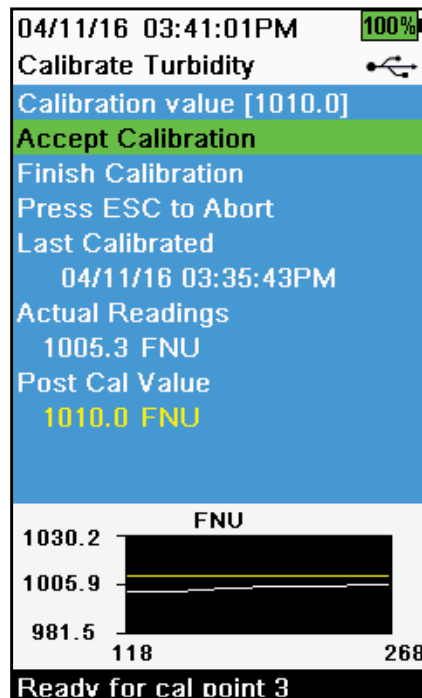 04/11/16 03:41:01PM 100%
Calibrate Turbidity
Calibration value [1010.0]
Accept Calibration
Finish Calibration
Press ESC to Abort
Last Calibrated
04/11/16 03:35:43PM
Actual Readings
1005.3 FNU
Post Cal Value
1010.0 FNU
FNU
1030.2
1005.9
981.5
118 268
Ready for cal point 3